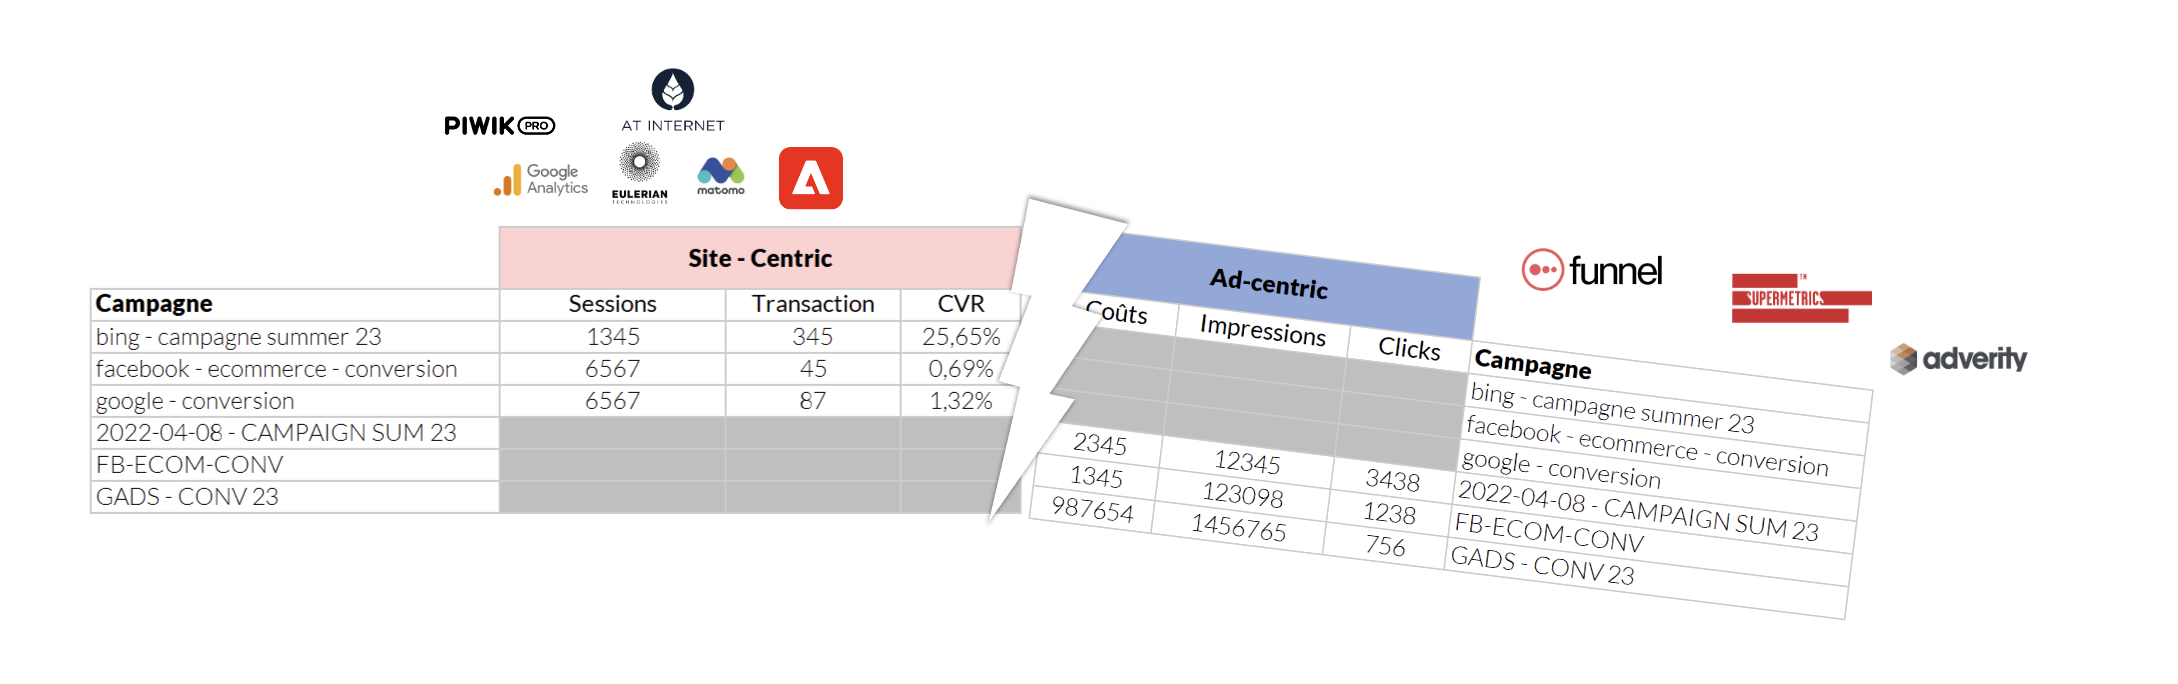 PIWIK PRO
AT INTERNET
Google Analytics
EULERIAN
TECHNOLOGIES
matomo
Site - Centric
Campagne Sessions Transaction CVR
bing - campagne summer 23 1345 345 25,65%
facebook - ecommerce - conversion 6567 45 0,69%
google - conversion 6567 87 1,32%
2022-04-08 - CAMPAIGN SUM 23
FB-ECOM-CONV
GADS - CONV 23
funnel
SUPERMETRICS™
adverity
Ad-centric
Coûts Impressions Clicks Campagne
bing - campagne summer 23
facebook - ecommerce - conversion
google - conversion
2345 12345 3438 2022-04-08 - CAMPAIGN SUM 23
1345 123098 1238 FB-ECOM-CONV
987654 1456765 756 GADS - CONV 23